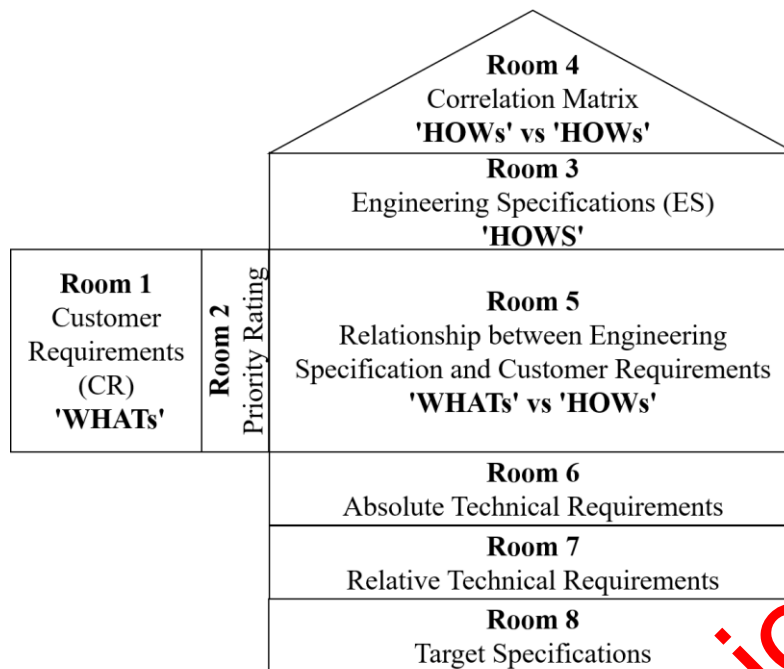 Room 4
Correlation Matrix
'HOWs' vs 'HOWs'
Room 3
Engineering Specifications (ES)
'HOWS'
Room 1
Customer
Requirements
(CR)
'WHATs'
Room 2
Priority Rating
Room 5
Relationship between Engineering
Specification and Customer Requirements
'WHATs' vs 'HOWs'
Room 6
Absolute Technical Requirements
Room 7
Relative Technical Requirements
Room 8
Target Specifications